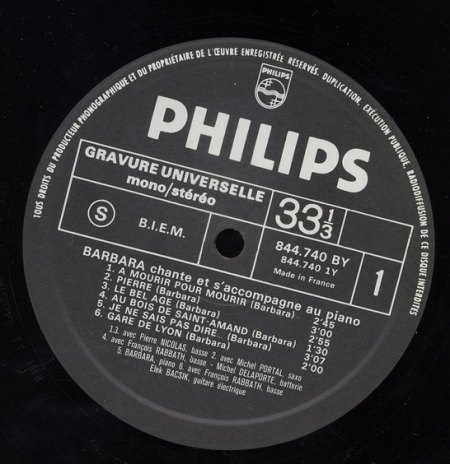 TOUS DROITS DU PRODUCTEUR PHONOGRAPHIQUE ET DU PROPRIÉTAIRE DE L'ŒUVRE ENREGISTRÉE RÉSERVÉS. DUPLICATION, EXÉCUTION PUBLIQUE, RADIODIFFUSION DE CE DISQUE INTERDITES
PHILIPS
PHILIPS
GRAVURE UNIVERSELLE
mono/stéréo
33 1/3
S
B.I.E.M.
844.740 BY
844.740 1Y
Made in France
1
BARBARA chante et s'accompagne au piano
1. A MOURIR POUR MOURIR (Barbara) 2'45
2. PIERRE (Barbara) 3'00
3. LE BEL AGE (Barbara) 2'55
4. AU BOIS DE SAINT-AMAND (Barbara) 1'30
5. JE NE SAIS PAS DIRE... (Barbara) 3'07
6. GARE DE LYON (Barbara) 2'00
1.3. avec Pierre NICOLAS, basse 2. avec Michel PORTAL, saxo
4. avec François RABBATH, basse - Michel DELAPORTE, batterie
5. BARBARA, piano 6. avec François RABBATH, basse
Elek BACSIK, guitare électrique